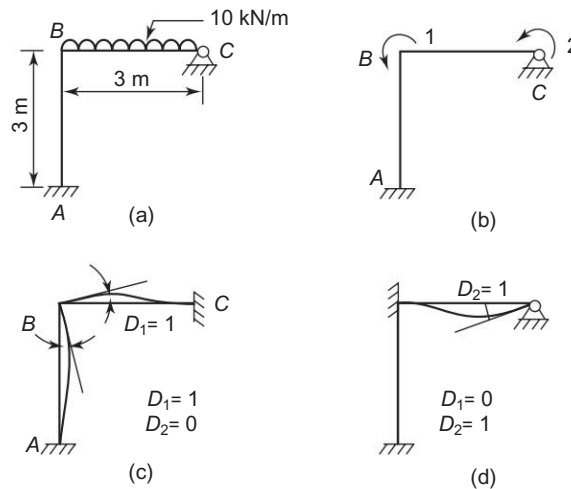 10 kN/m
B
C
3 m
3 m
A
(a)
1
2
B
C
A
(b)
C
B
D1= 1
A
D1= 1
D2= 0
(c)
D2= 1
D1= 0
D2= 1
(d)